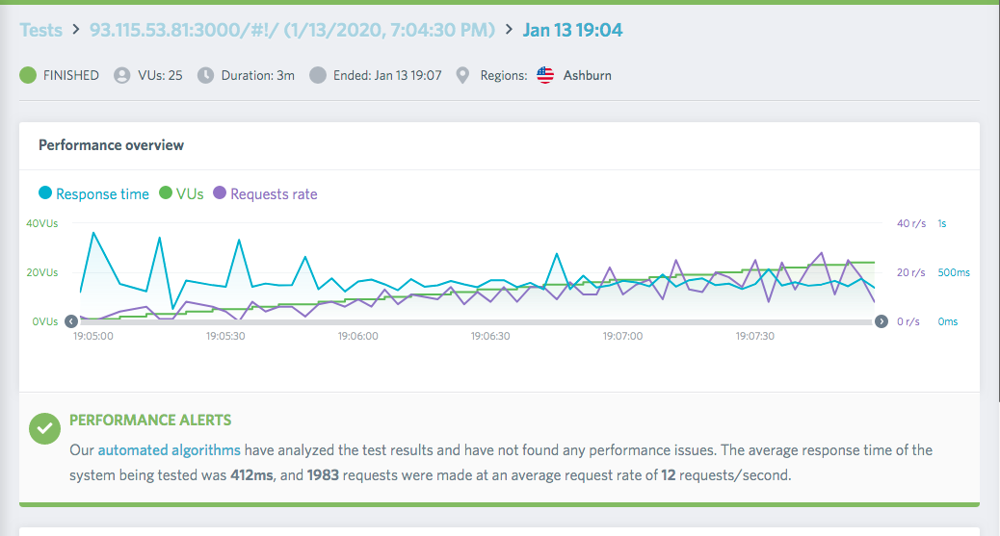 Tests > 93.115.53.81:3000/#!/ (1/13/2020, 7:04:30 PM) > Jan 13 19:04
FINISHED VUs: 25 Duration: 3m Ended: Jan 13 19:07 Regions: Ashburn
Performance overview
Response time VUs Requests rate
40VUs 40 r/s 1s
20VUs 20 r/s 500ms
0VUs 0 r/s 0ms
19:05:00 19:05:30 19:06:00 19:06:30 19:07:00 19:07:30
PERFORMANCE ALERTS
Our automated algorithms have analyzed the test results and have not found any performance issues. The average response time of the
system being tested was 412ms, and 1983 requests were made at an average request rate of 12 requests/second.